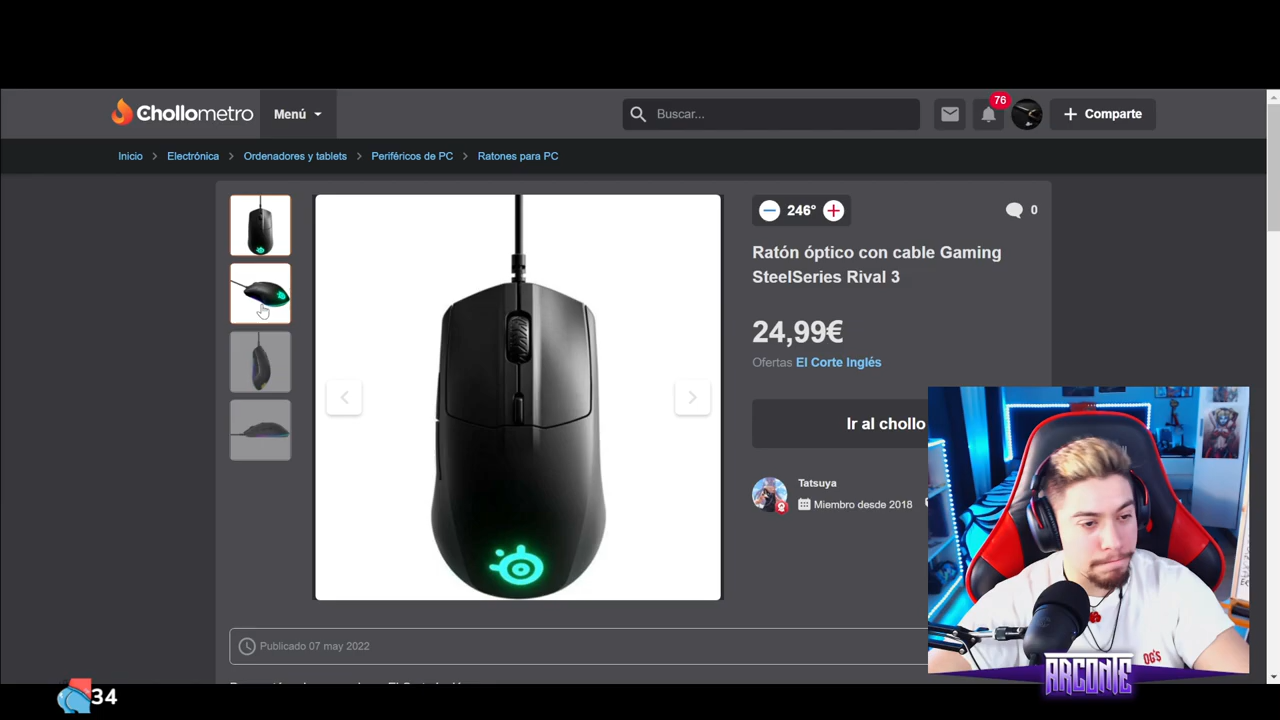 Chollometro
Menú
Buscar...
76
Comparte
Inicio
Electrónica
Ordenadores y tablets
Periféricos de PC
Ratones para PC
246°
0
Ratón óptico con cable Gaming
SteelSeries Rival 3
24,99€
Ofertas El Corte Inglés
Ir al chollo
Tatsuya
Miembro desde 2018
OG'S
Publicado 07 may 2022
ARCONTE
34